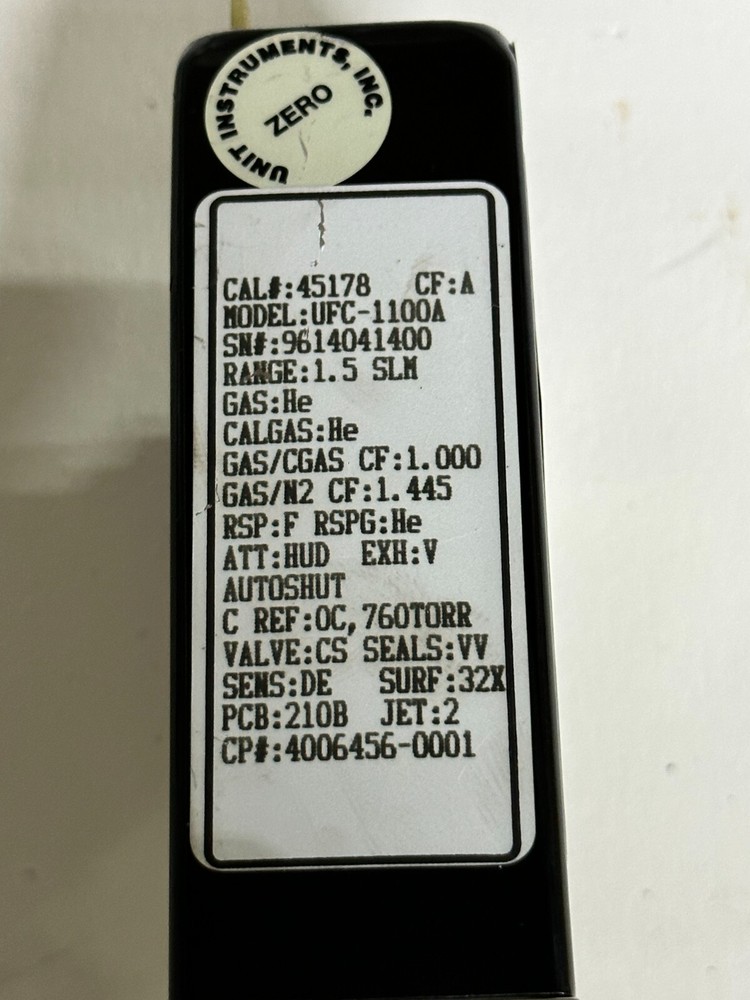 UNIT INSTRUMENTS, INC.
ZERO
CAL#:45178 CF:A
MODEL:UFC-1100A
SN#:9614041400
RANGE:1.5 SLM
GAS:He
CALGAS:He
GAS/CGAS CF:1.000
GAS/N2 CF:1.445
RSP:F RSPG:He
ATT:HUD EXH:V
AUTOSHUT
C REF:0C,760TORR
VALVE:CS SEALS:VV
SENS:DE SURF:32X
PCB:210B JET:2
CP#:4006456-0001